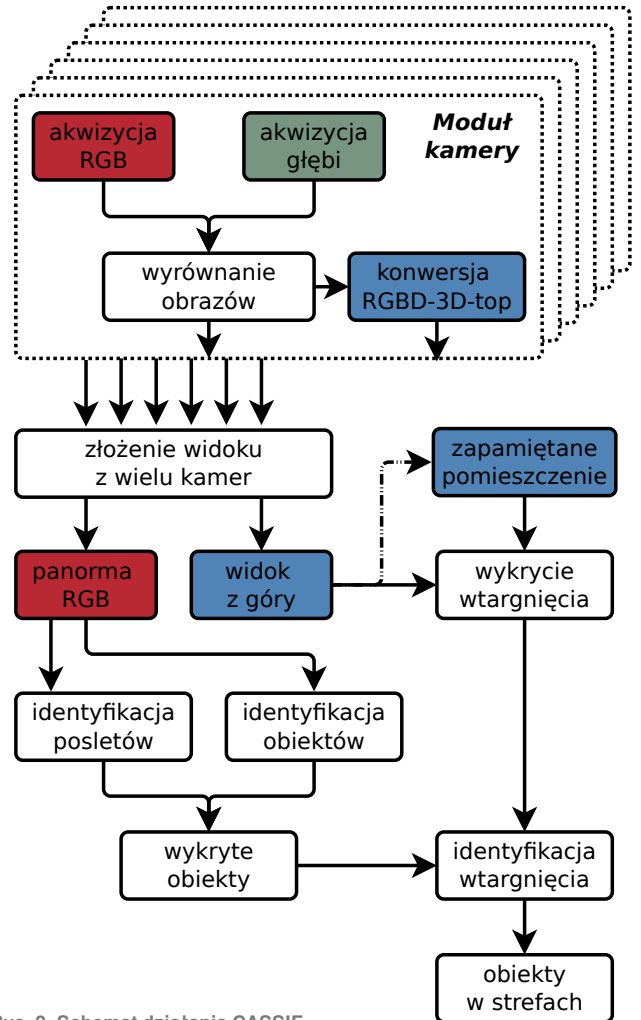 akwizycja
RGB
akwizycja
głębi
Moduł
kamery
wyrównanie
obrazów
konwersja
RGBD-3D-top
złożenie widoku
z wielu kamer
zapamiętane
pomieszczenie
panorma
RGB
widok
z góry
wykrycie
wtargnięcia
identyfikacja
posletów
identyfikacja
obiektów
wykryte
obiekty
identyfikacja
wtargnięcia
obiekty
w strefach